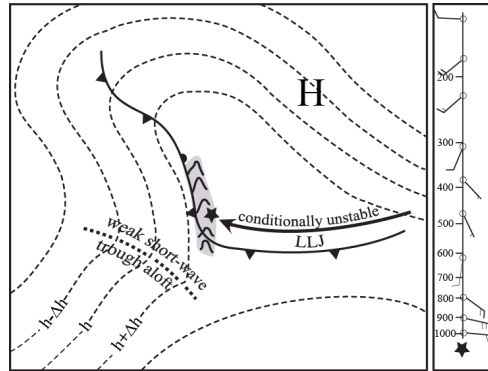 H
conditionally unstable
LLJ
weak short-wave
trough aloft
h-Δh
h
h+Δh
200
300
400
500
600
700
800
900
1000